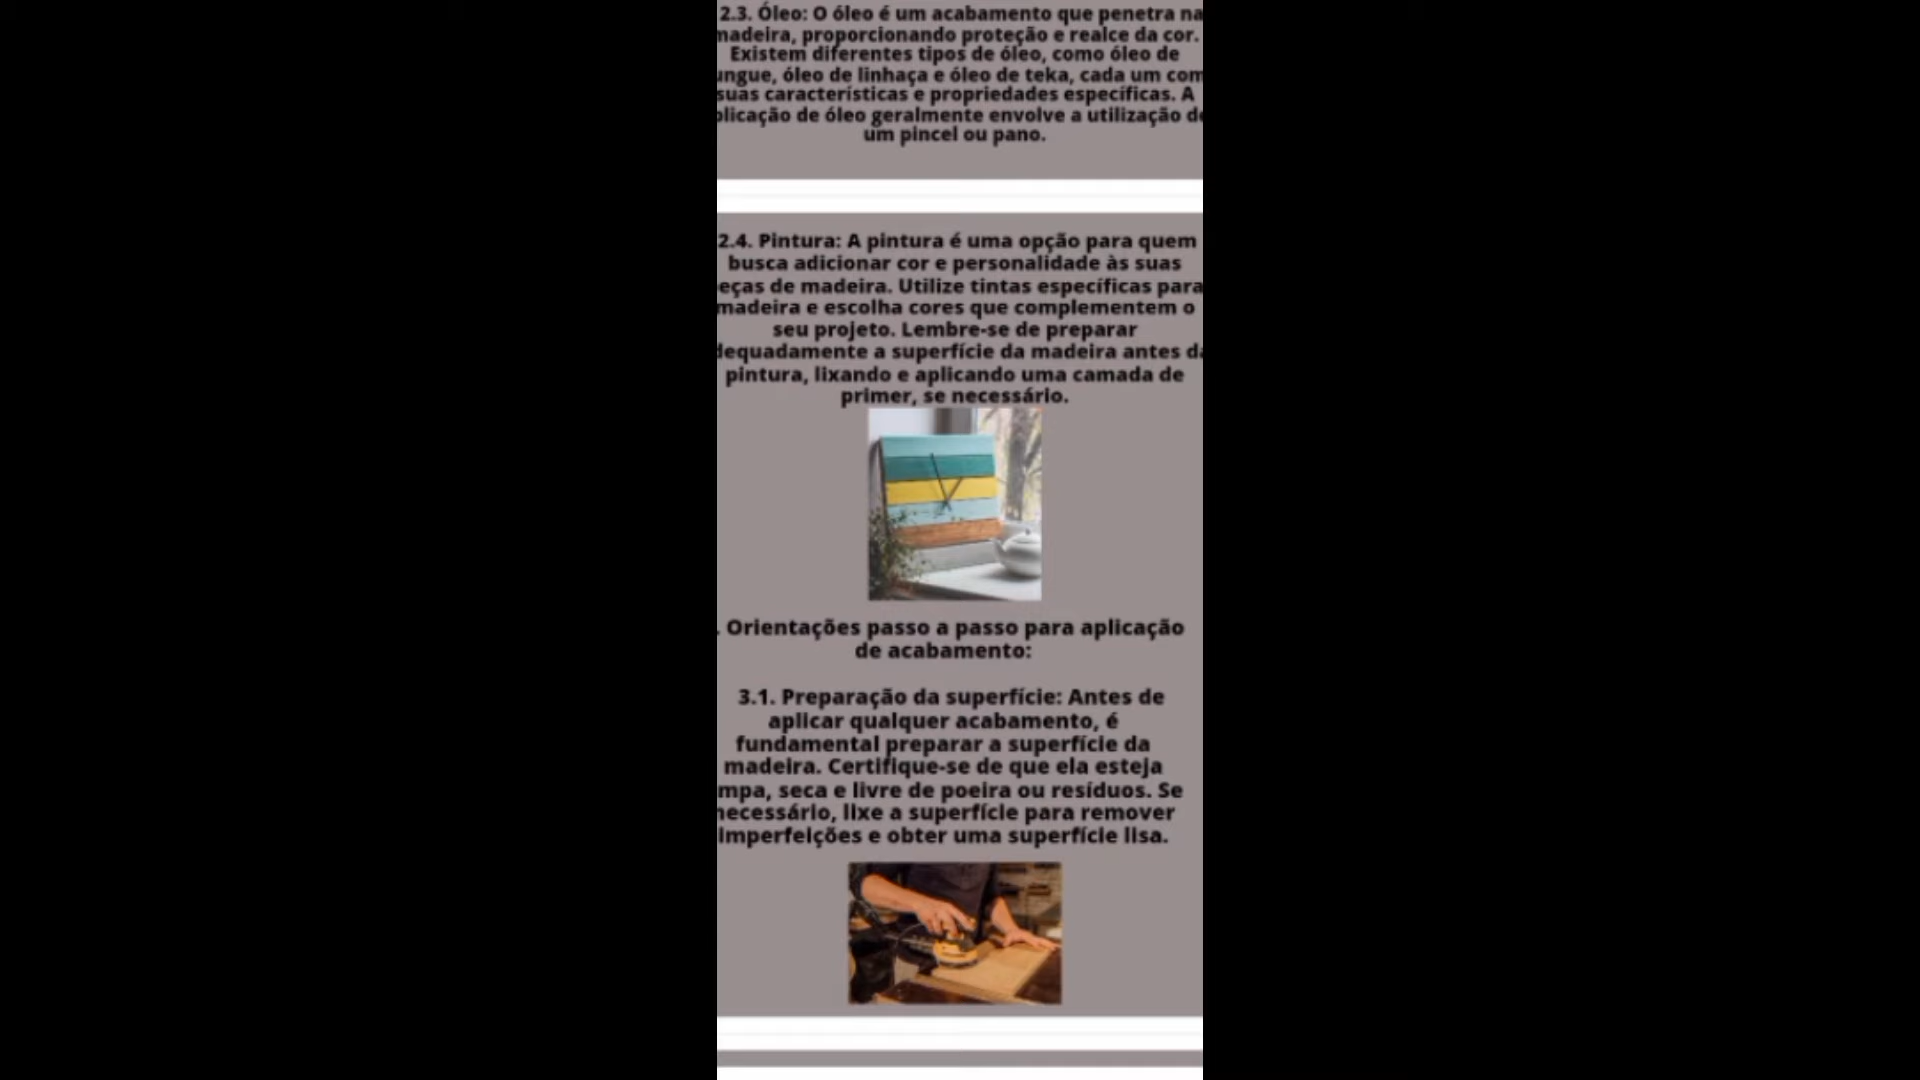 2.3. Óleo: O óleo é um acabamento que penetra na
madeira, proporcionando proteção e realce da cor.
Existem diferentes tipos de óleo, como óleo de
ungue, óleo de linhaça e óleo de teka, cada um com
suas características e propriedades específicas. A
plicação de óleo geralmente envolve a utilização de
um pincel ou pano.
2.4. Pintura: A pintura é uma opção para quem
busca adicionar cor e personalidade às suas
eças de madeira. Utilize tintas específicas para
madeira e escolha cores que complementem o
seu projeto. Lembre-se de preparar
dequadamente a superfície da madeira antes da
pintura, lixando e aplicando uma camada de
primer, se necessário.
. Orientações passo a passo para aplicação
de acabamento:
3.1. Preparação da superfície: Antes de
aplicar qualquer acabamento, é
fundamental preparar a superfície da
madeira. Certifique-se de que ela esteja
mpa, seca e livre de poeira ou resíduos. Se
necessário, lixe a superfície para remover
imperfeições e obter uma superfície lisa.